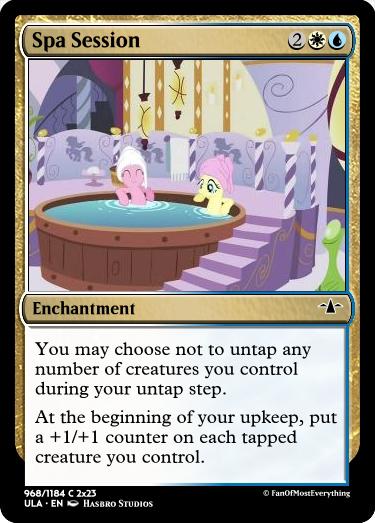 Spa Session 2
Enchantment
You may choose not to untap any
number of creatures you control
during your untap step.
At the beginning of your upkeep, put
a +1/+1 counter on each tapped
creature you control.
968/1184 C 2x23
ULA • EN HASBRO STUDIOS
© FanOfMostEverything